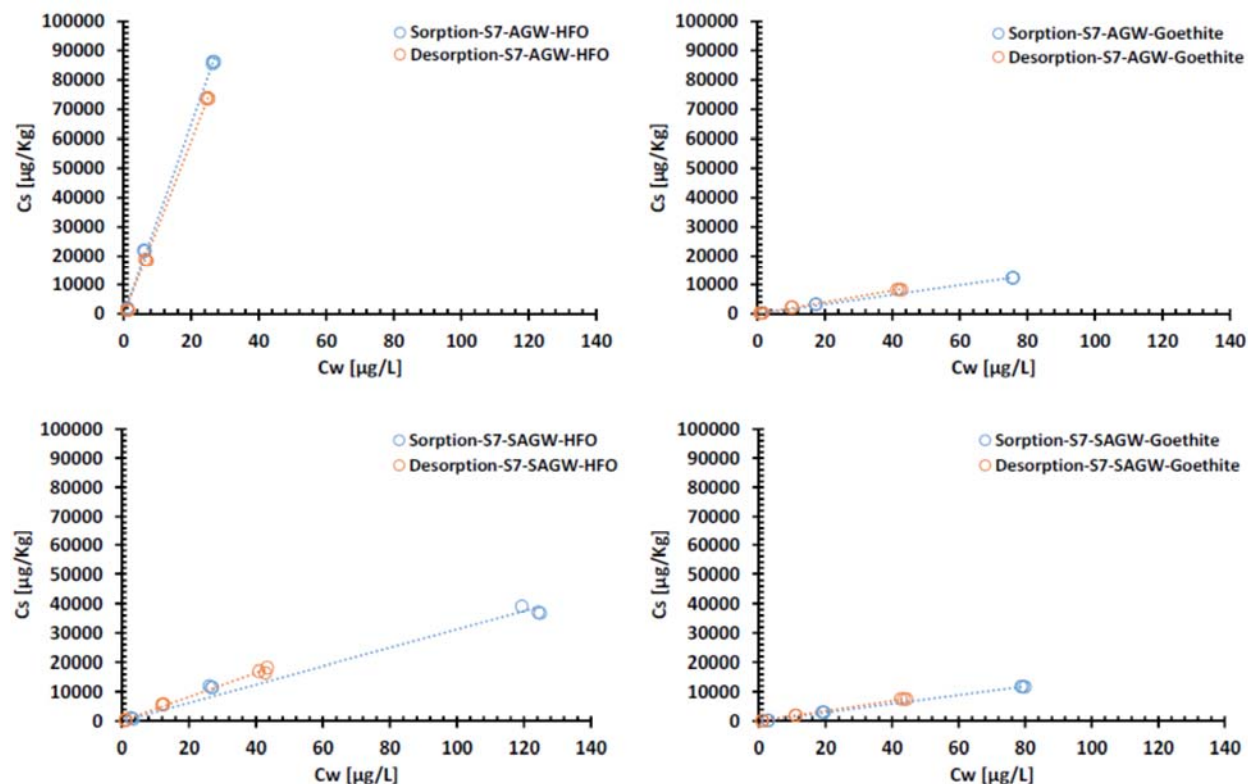 100000
90000
80000
70000
60000
50000
40000
30000
20000
10000
0
Cs [µg/Kg]
0 20 40 60 80 100 120 140
Cw [µg/L]
Sorption-S7-AGW-HFO
Desorption-S7-AGW-HFO
100000
90000
80000
70000
60000
50000
40000
30000
20000
10000
0
Cs [µg/Kg]
0 20 40 60 80 100 120 140
Cw [µg/L]
Sorption-S7-AGW-Goethite
Desorption-S7-AGW-Goethite
100000
90000
80000
70000
60000
50000
40000
30000
20000
10000
0
Cs [µg/Kg]
0 20 40 60 80 100 120 140
Cw [µg/L]
Sorption-S7-SAGW-HFO
Desorption-S7-SAGW-HFO
100000
90000
80000
70000
60000
50000
40000
30000
20000
10000
0
Cs [µg/Kg]
0 20 40 60 80 100 120 140
Cw [µg/L]
Sorption-S7-SAGW-Goethite
Desorption-S7-SAGW-Goethite